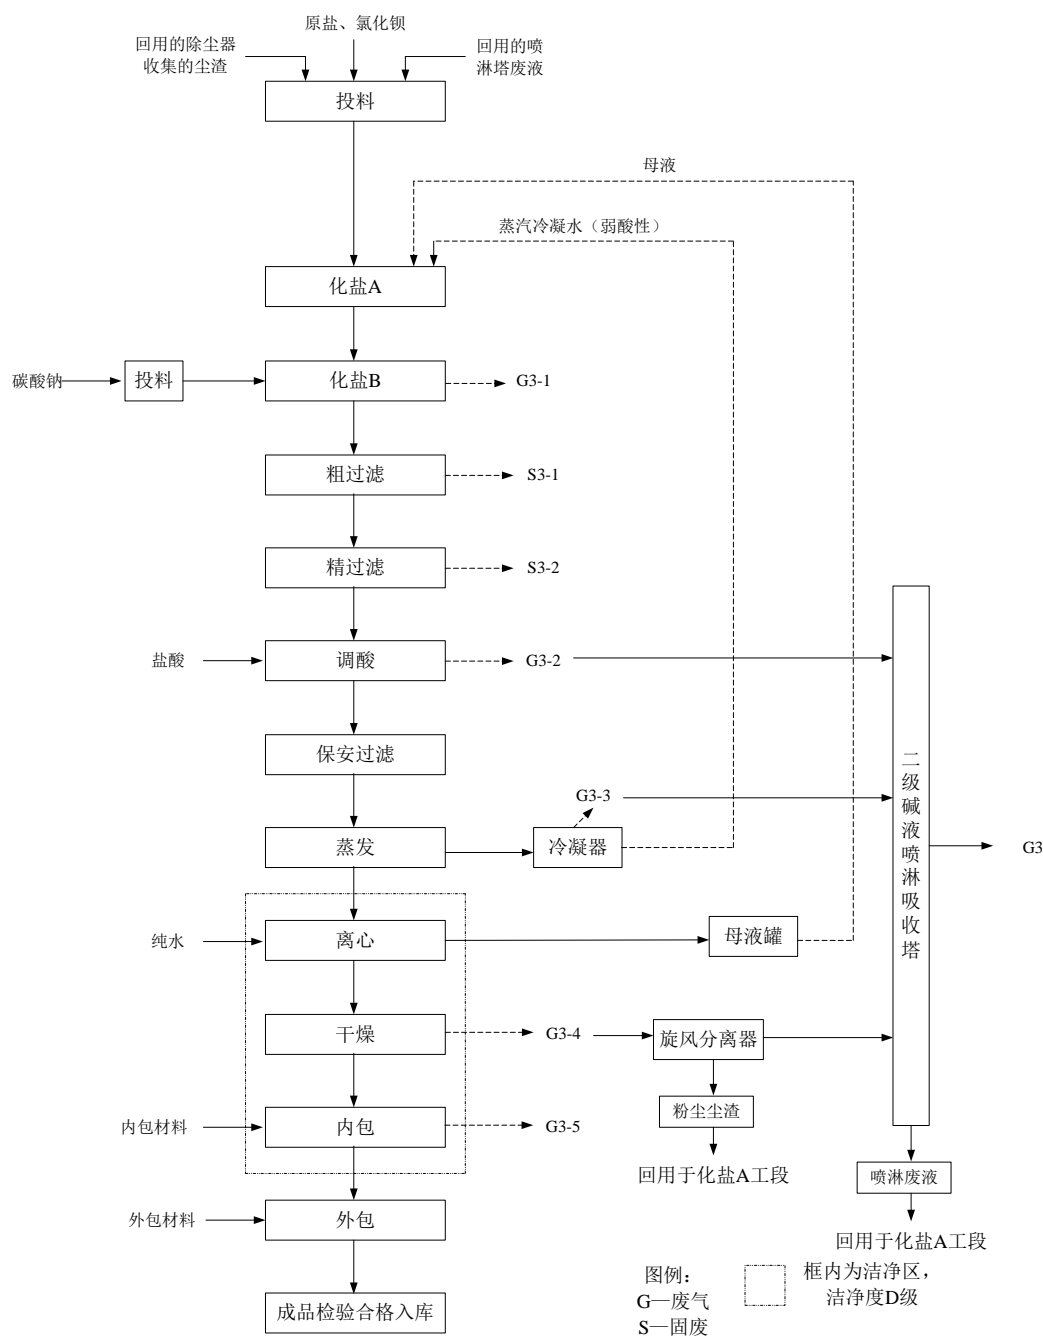 原盐、氯化钡
回用的除尘器
收集的尘渣
回用的喷
淋塔废液
投料
母液
蒸汽冷凝水（弱酸性）
化盐A
碳酸钠
投料
化盐B
G3-1
粗过滤
S3-1
精过滤
S3-2
盐酸
调酸
G3-2
保安过滤
二级碱液喷淋吸收塔
G3-3
蒸发
冷凝器
G3
纯水
离心
母液罐
干燥
G3-4
旋风分离器
粉尘尘渣
内包材料
内包
G3-5
回用于化盐A工段
喷淋废液
外包材料
外包
回用于化盐A工段
成品检验合格入库
图例：
G—废气
S—固废
框内为洁净区，
洁净度D级